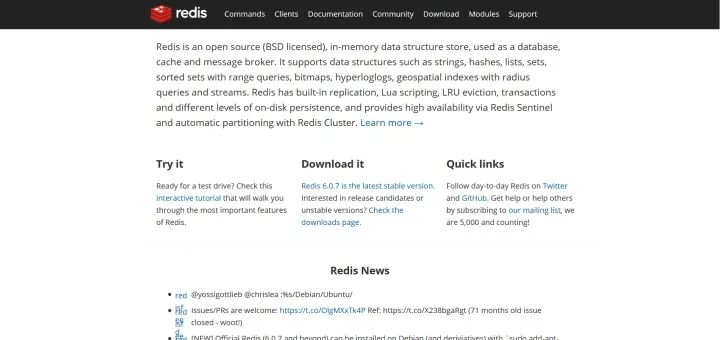 redis Commands Clients Documentation Community Download Modules Support
Redis is an open source (BSD licensed), in-memory data structure store, used as a database,
cache and message broker. It supports data structures such as strings, hashes, lists, sets,
sorted sets with range queries, bitmaps, hyperloglogs, geospatial indexes with radius
queries and streams. Redis has built-in replication, Lua scripting, LRU eviction, transactions
and different levels of on-disk persistence, and provides high availability via Redis Sentinel
and automatic partitioning with Redis Cluster. Learn more →
Try it
Ready for a test drive? Check this
interactive tutorial that will walk you
through the most important features
of Redis.
Download it
Redis 6.0.7 is the latest stable version.
Interested in release candidates or
unstable versions? Check the
downloads page.
Quick links
Follow day-to-day Redis on Twitter
and GitHub. Get help or help others
by subscribing to our mailing list, we
are 5,000 and counting!
Redis News
red @yossigottlieb @chrislea :%s/Debian/Ubuntu/
Issues/PRs are welcome: https://t.co/OlgMXxTk4P Ref: https://t.co/X238bgaRgt (71 months old issue
closed - woot!)
[NEW] Official Redis (6.0.7 and beyond) can be installed on Debian (and deriviatives) with `sudo add-apt-